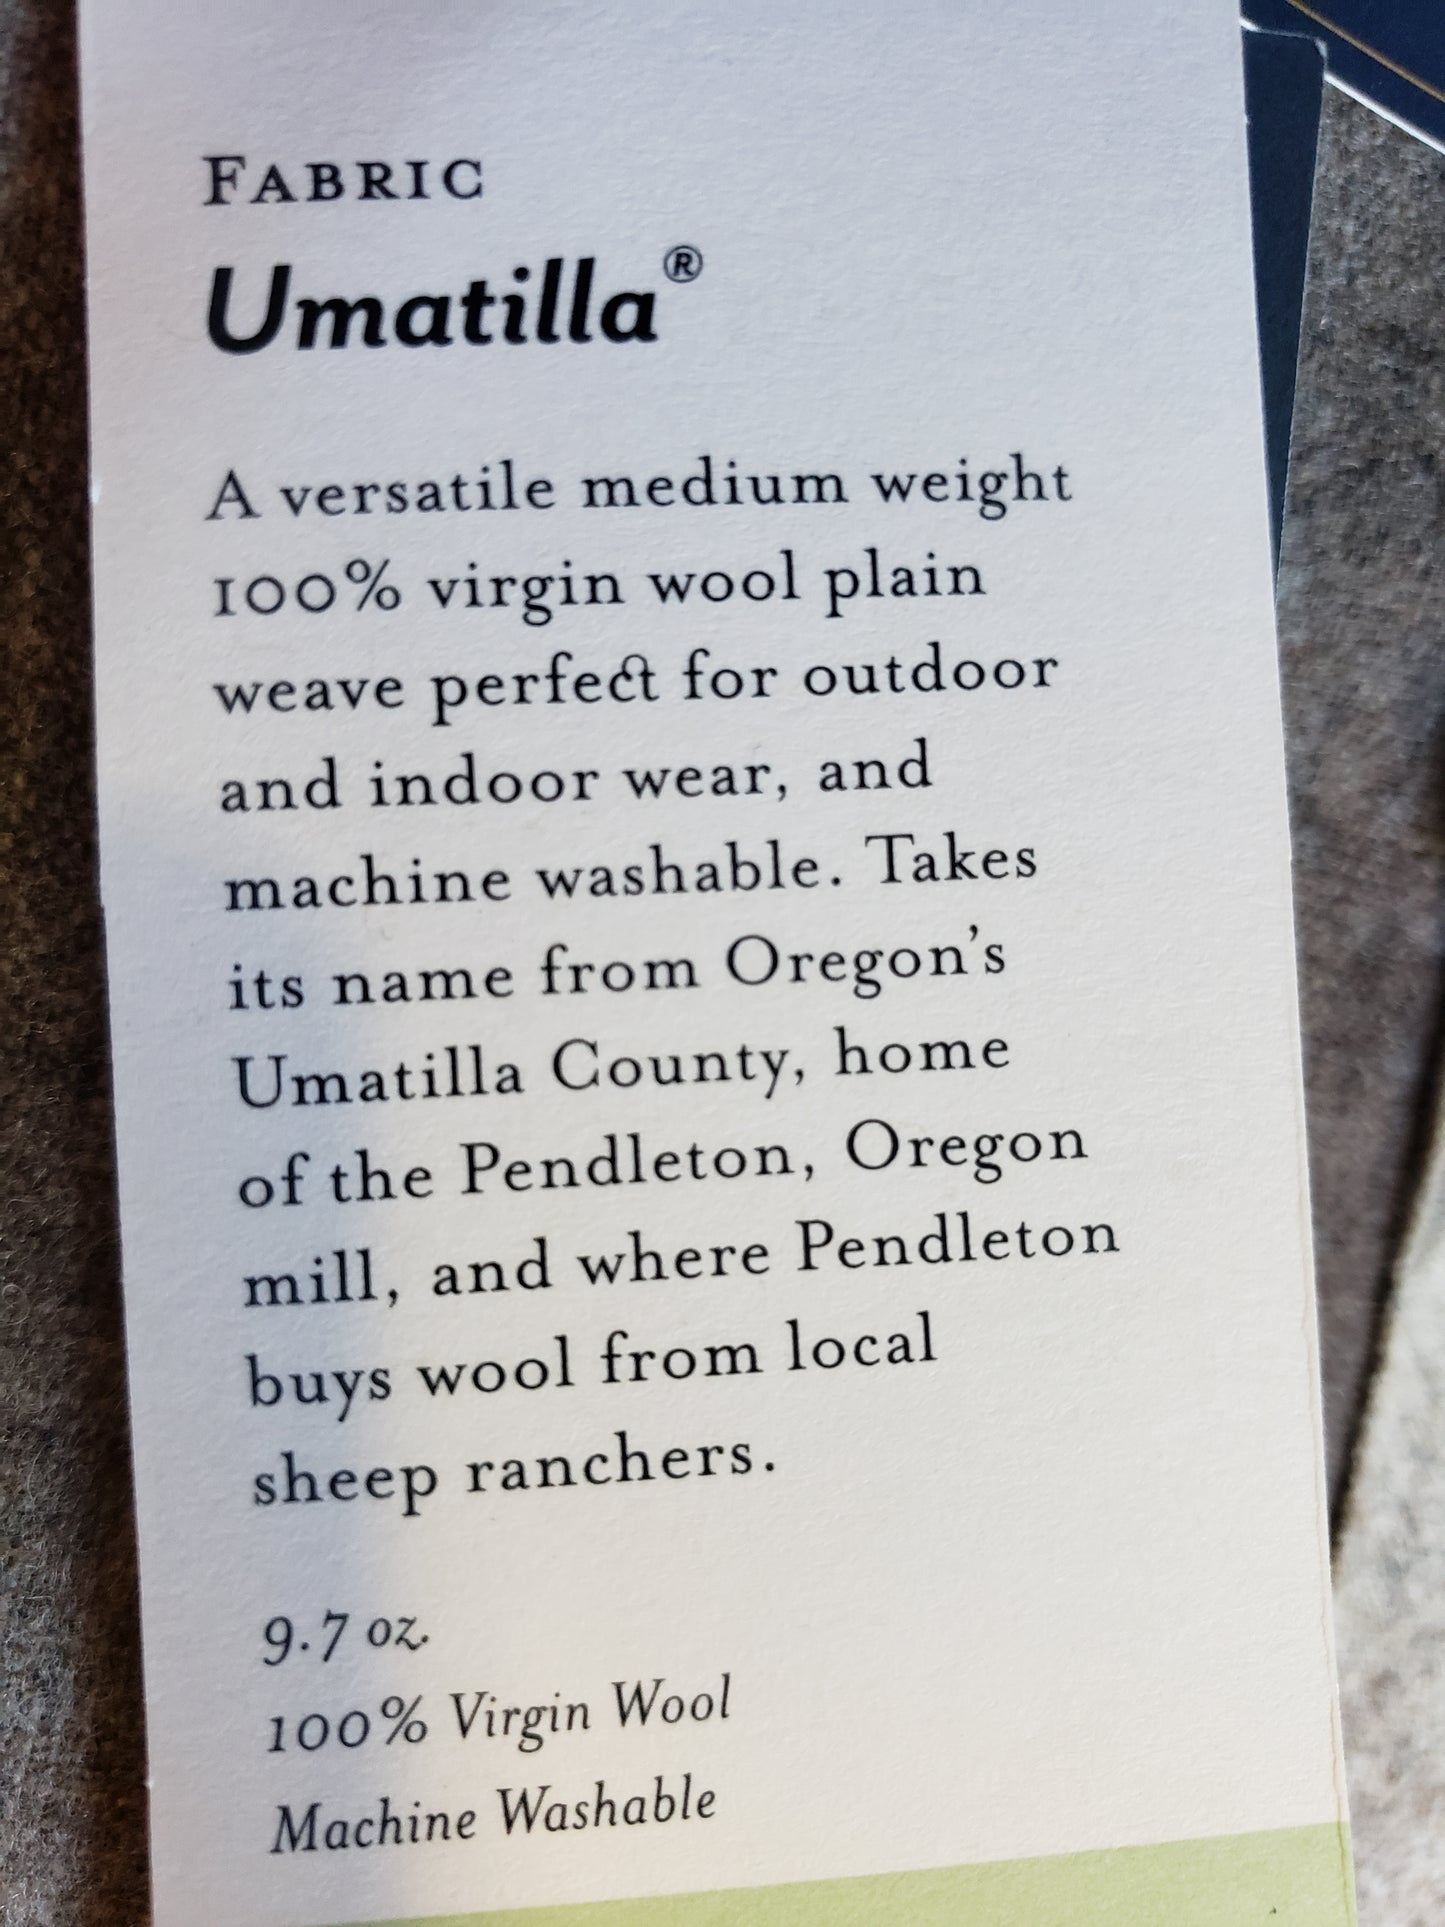 FABRIC
Umatilla®
A versatile medium weight
100% virgin wool plain
weave perfect for outdoor
and indoor wear, and
machine washable. Takes
its name from Oregon's
Umatilla County, home
of the Pendleton, Oregon
mill, and where Pendleton
buys wool from local
sheep ranchers.
9.7 oz.
100% Virgin Wool
Machine Washable